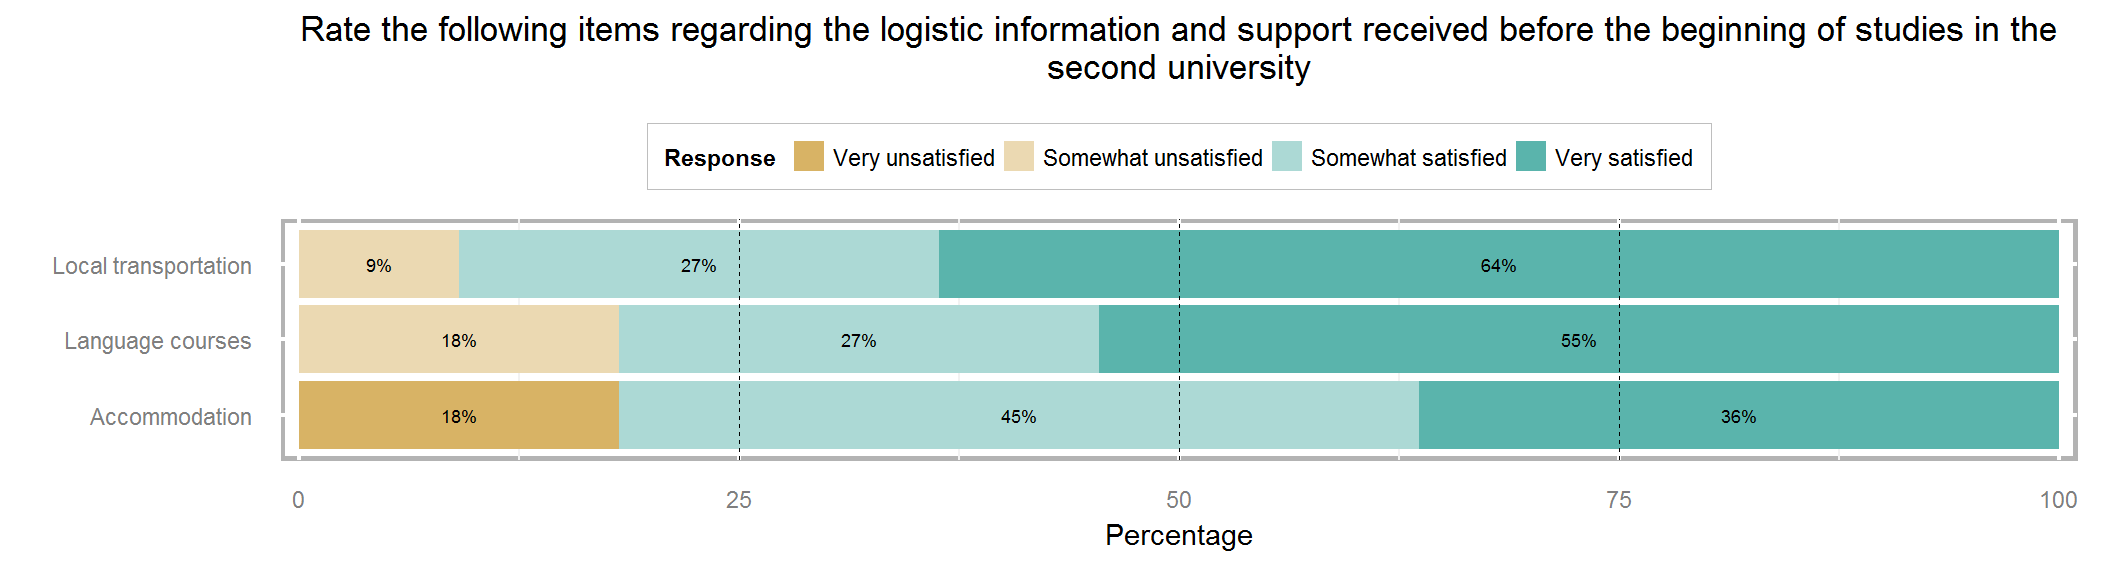 Rate the following items regarding the logistic information and support received before the beginning of studies in the
second university
Response Very unsatisfied Somewhat unsatisfied Somewhat satisfied Very satisfied
Local transportation 9% 27% 64%
Language courses 18% 27% 55%
Accommodation 18% 45% 36%
0 25 50 75 100
Percentage